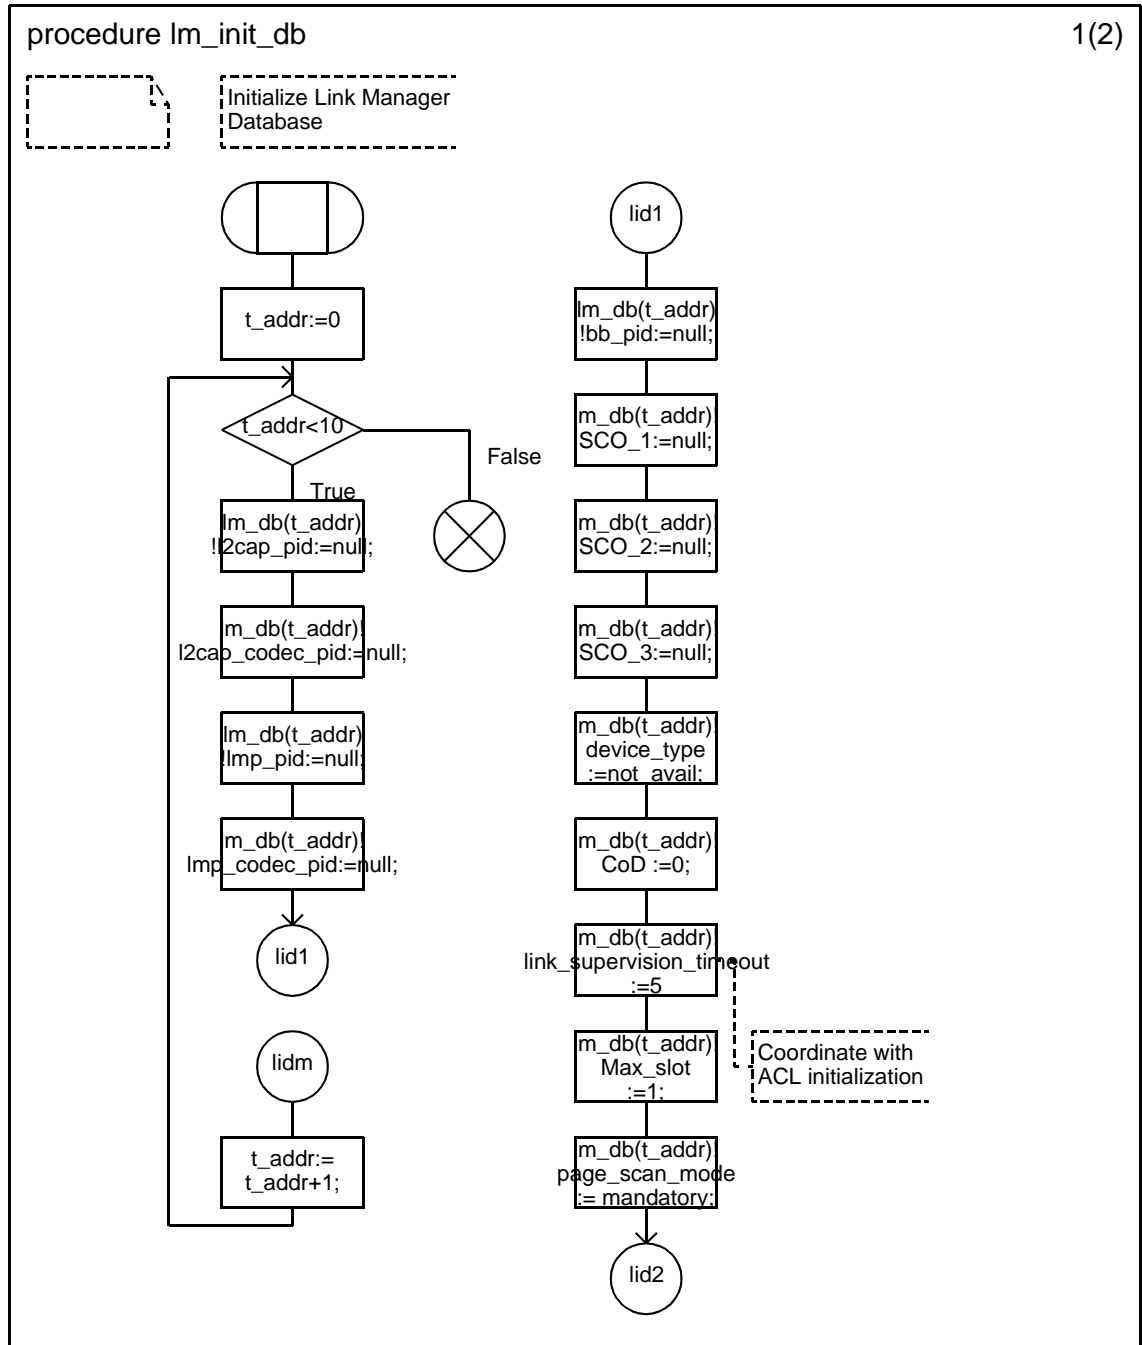 procedure lm_init_db
1(2)
Initialize Link Manager
Database
t_addr:=0
t_addr<10
False
True
lm_db(t_addr)
!l2cap_pid:=null;
m_db(t_addr)!
l2cap_codec_pid:=null;
lm_db(t_addr)
!lmp_pid:=null;
m_db(t_addr)!
lmp_codec_pid:=null;
lid1
lidm
t_addr:=
t_addr+1;
lid1
lm_db(t_addr)
!bb_pid:=null;
m_db(t_addr)!
SCO_1:=null;
m_db(t_addr)!
SCO_2:=null;
m_db(t_addr)!
SCO_3:=null;
m_db(t_addr)!
device_type
:=not_avail;
m_db(t_addr)!
CoD :=0;
m_db(t_addr)!
link_supervision_timeout
:=5
m_db(t_addr)!
Max_slot
:=1;
Coordinate with
ACL initialization
m_db(t_addr)!
page_scan_mode
:= mandatory;
lid2